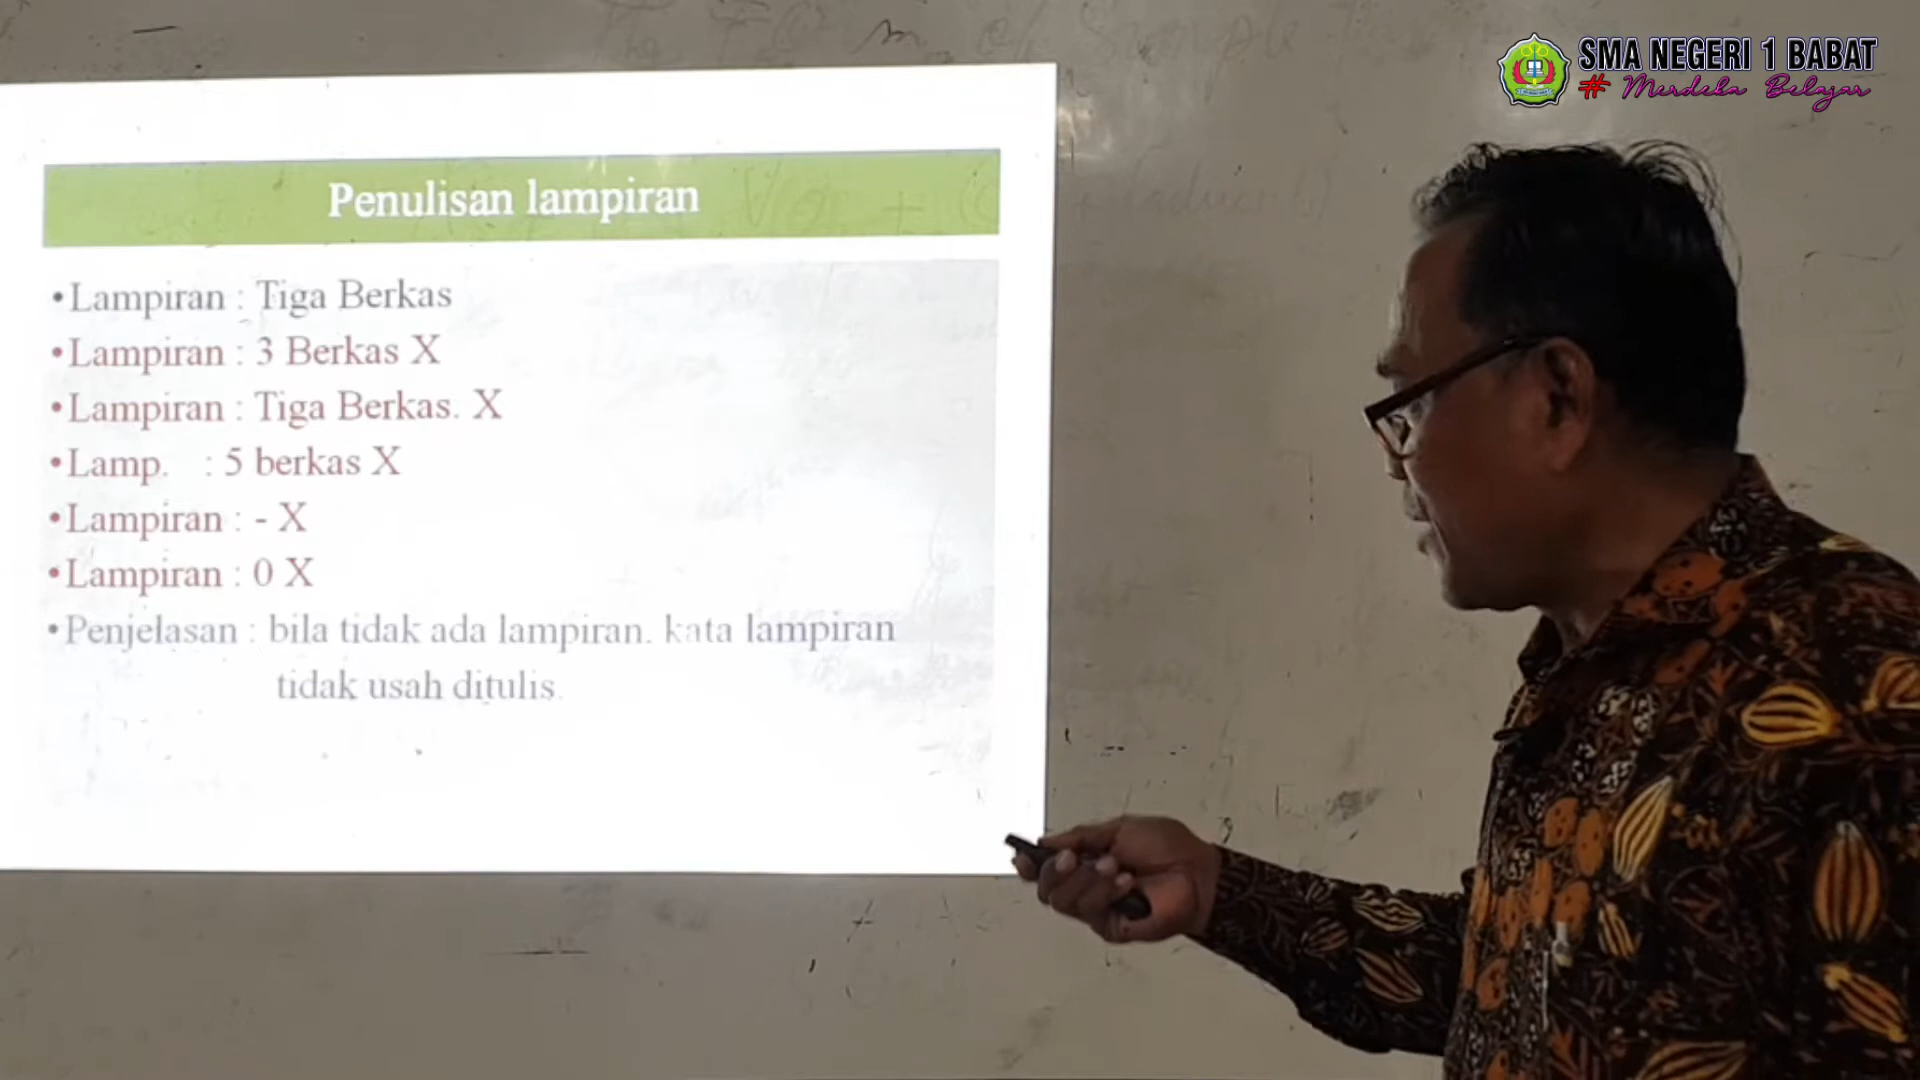 SMA NEGERI 1 BABAT
# Merdeka Belajar
Penulisan lampiran
•Lampiran : Tiga Berkas
•Lampiran : 3 Berkas X
•Lampiran : Tiga Berkas. X
•Lamp. : 5 berkas X
•Lampiran : - X
•Lampiran : 0 X
•Penjelasan : bila tidak ada lampiran. kata lampiran
tidak usah ditulis.